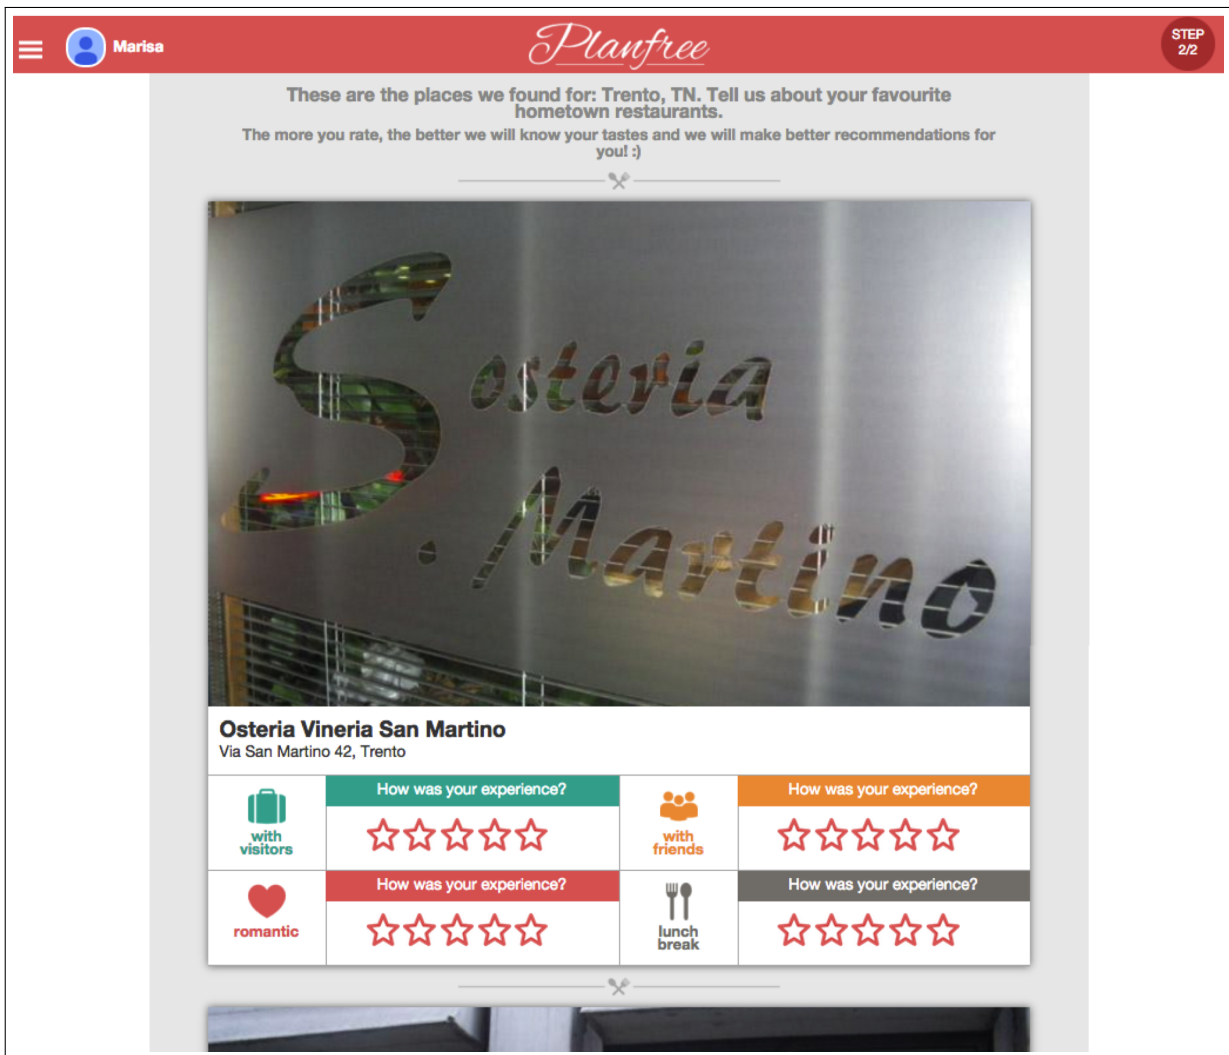 Marisa
Planfree
STEP
2/2
These are the places we found for: Trento, TN. Tell us about your favourite
hometown restaurants.
The more you rate, the better we will know your tastes and we will make better recommendations for
you! :)
osteria
S. Martino
Osteria Vineria San Martino
Via San Martino 42, Trento
with
visitors
How was your experience?
with
friends
How was your experience?
romantic
How was your experience?
lunch
break
How was your experience?